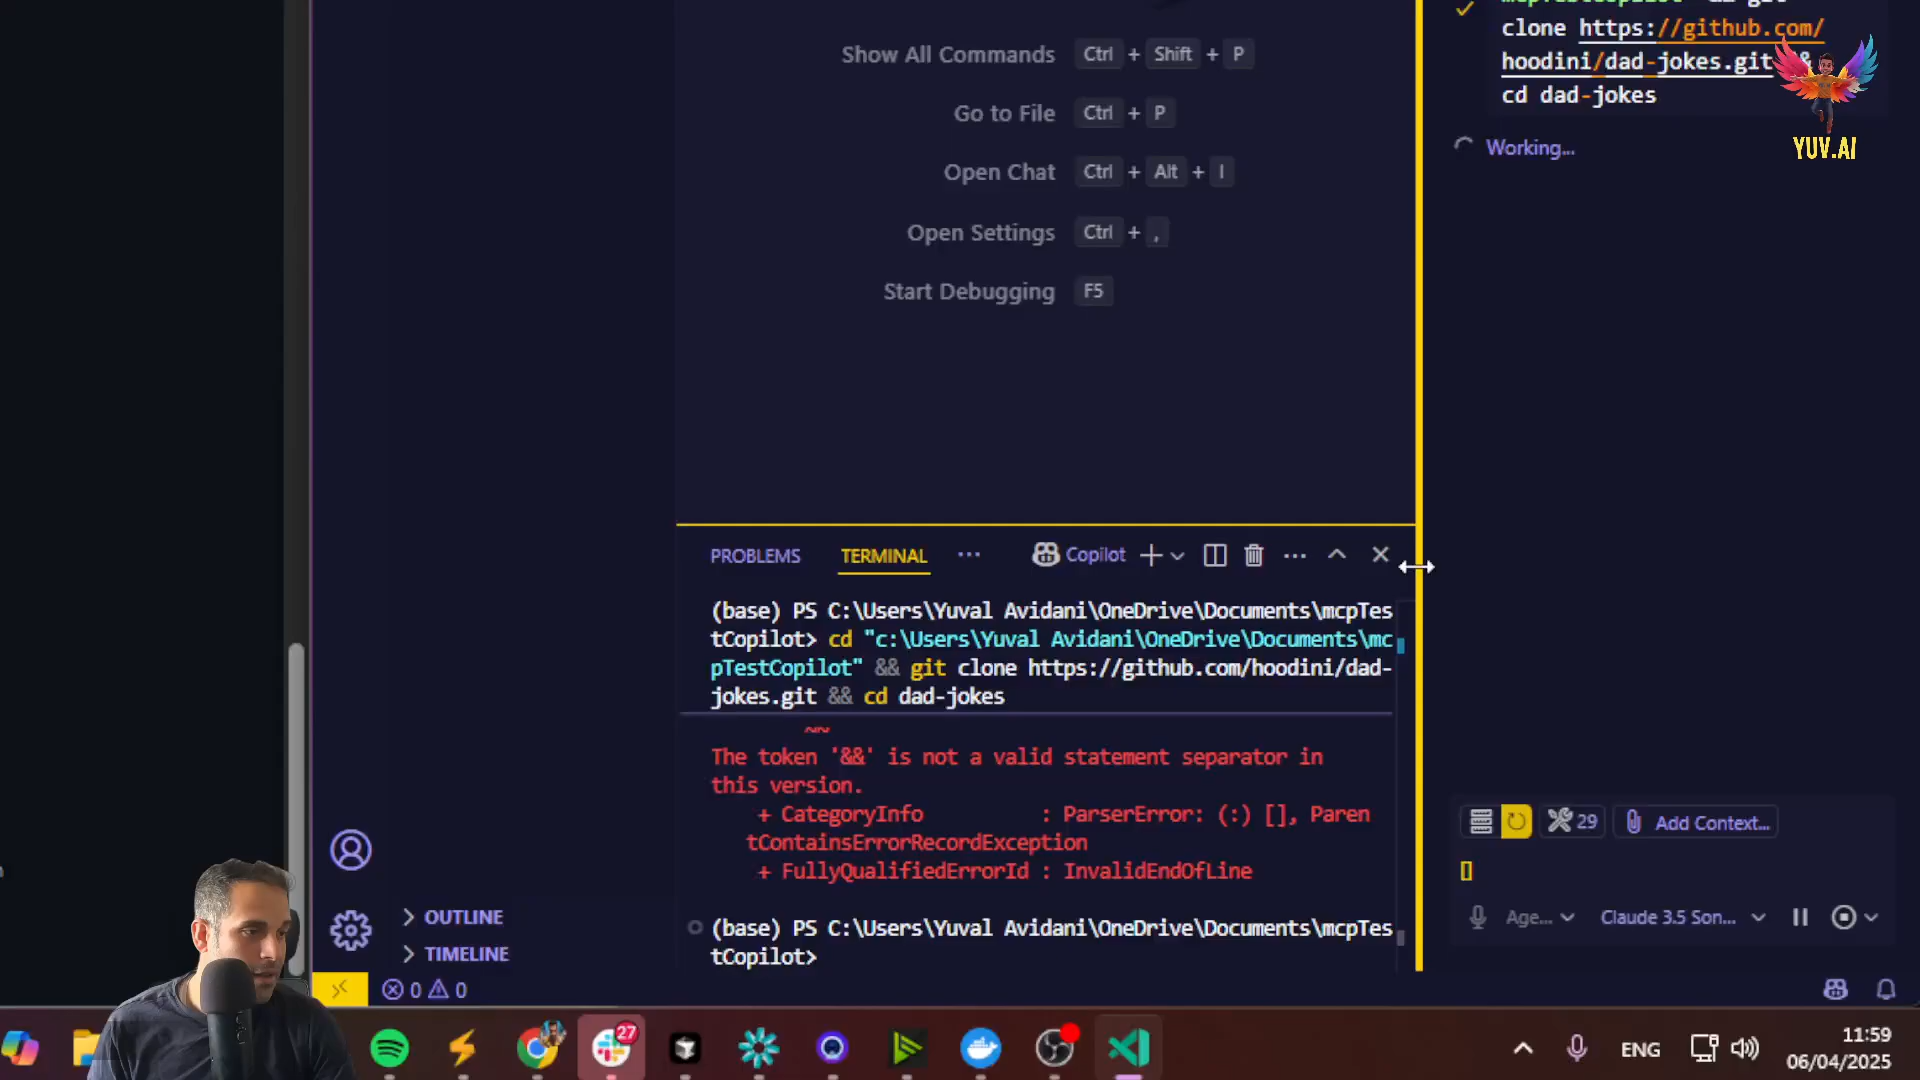 clone https://github.com/
hoodini/dad-jokes.git
cd dad-jokes
Working...
YUV.AI
Show All Commands Ctrl + Shift + P
Go to File Ctrl + P
Open Chat Ctrl + Alt + I
Open Settings Ctrl + ,
Start Debugging F5
PROBLEMS TERMINAL ... Copilot
(base) PS C:\Users\Yuval Avidani\OneDrive\Documents\mcpTes
tCopilot> cd "c:\Users\Yuval Avidani\OneDrive\Documents\mc
pTestCopilot" && git clone https://github.com/hoodini/dad-
jokes.git && cd dad-jokes
~~
The token '&&' is not a valid statement separator in
this version.
+ CategoryInfo : ParserError: (:) [], Paren
tContainsErrorRecordException
+ FullyQualifiedErrorId : InvalidEndOfLine
(base) PS C:\Users\Yuval Avidani\OneDrive\Documents\mcpTes
tCopilot>
29 Add Context...
Age... Claude 3.5 Son...
OUTLINE
TIMELINE
0 0
27
ENG
11:59
06/04/2025